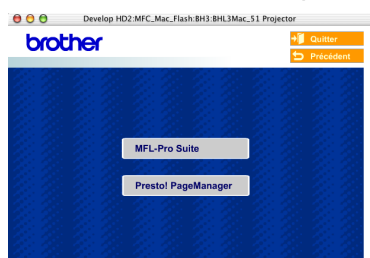 Develop HD2:MFC_Mac_Flash:BH3:BHL3Mac_51 Projector
brother
Quitter
Précédent
MFL-Pro Suite
Presto! PageManager